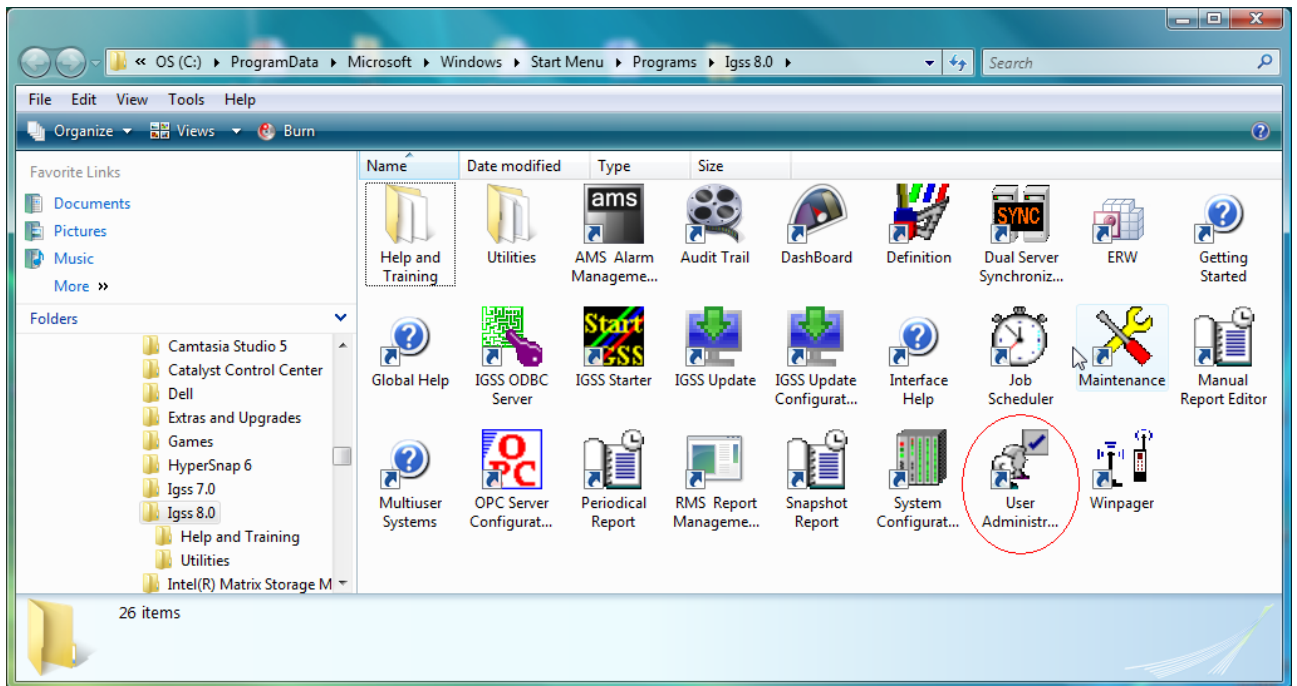 « OS (C:) ▸ ProgramData ▸ Microsoft ▸ Windows ▸ Start Menu ▸ Programs ▸ Igss 8.0 ▸
Search
File Edit View Tools Help
Organize Views Burn
Favorite Links
Documents
Pictures
Music
More »
Folders
Camtasia Studio 5
Catalyst Control Center
Dell
Extras and Upgrades
Games
HyperSnap 6
Igss 7.0
Igss 8.0
Help and Training
Utilities
Intel(R) Matrix Storage M
Name Date modified Type Size
ams
SYNC
Help and
Training
Utilities
AMS Alarm
Manageme...
Audit Trail
DashBoard
Definition
Dual Server
Synchroniz...
ERW
Getting
Started
Start
IGSS
Global Help
IGSS ODBC
Server
IGSS Starter
IGSS Update
IGSS Update
Configurat...
Interface
Help
Job
Scheduler
Maintenance
Manual
Report Editor
OPC
Multiuser
Systems
OPC Server
Configurat...
Periodical
Report
RMS Report
Manageme...
Snapshot
Report
System
Configurat...
User
Administr...
Winpager
26 items